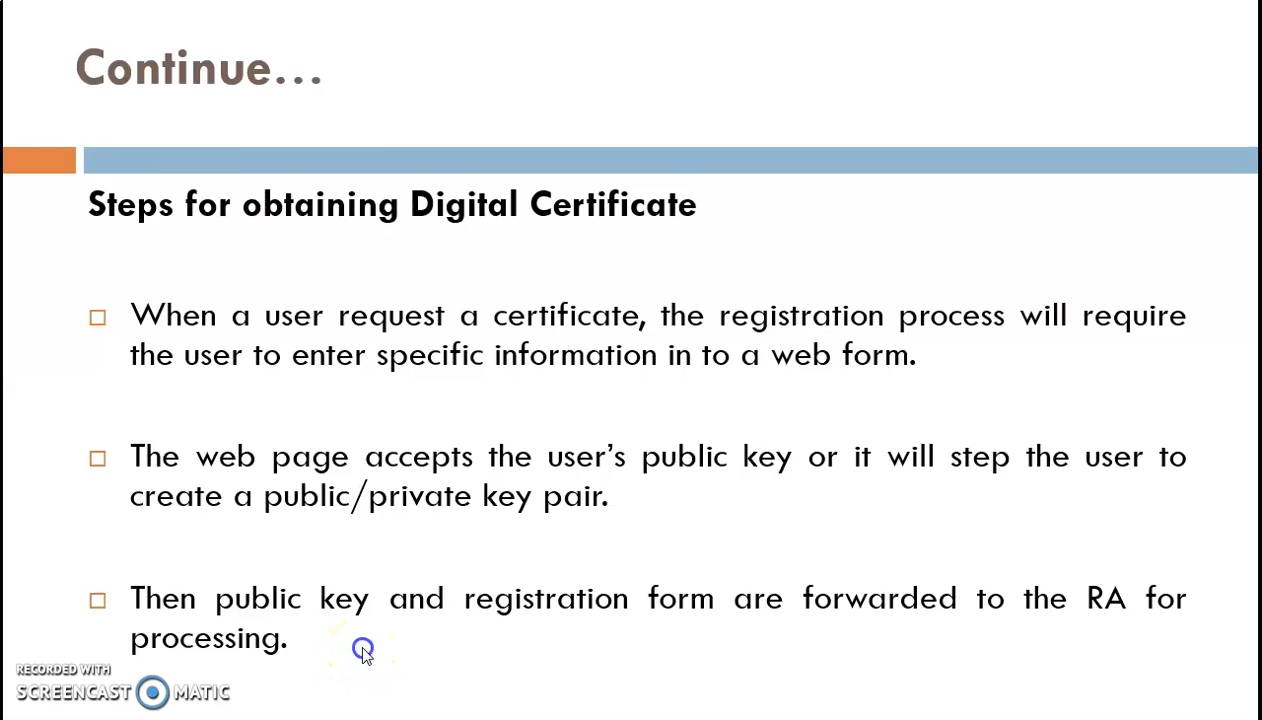 Continue...
Steps for obtaining Digital Certificate
When a user request a certificate, the registration process will require
the user to enter specific information in to a web form.
The web page accepts the user's public key or it will step the user to
create a public/private key pair.
Then public key and registration form are forwarded to the RA for
processing.
RECORDED WITH
SCREENCAST MATIC